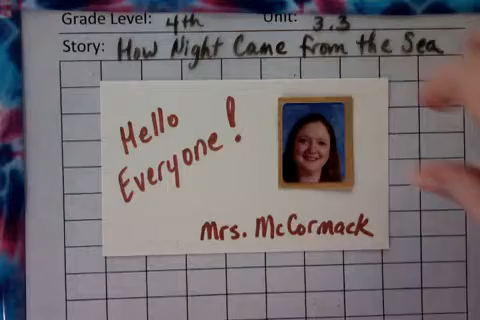 Grade Level: 4th Unit: 3.3
Story: How Night Came from the Sea
Hello
Everyone!
Mrs. McCormack